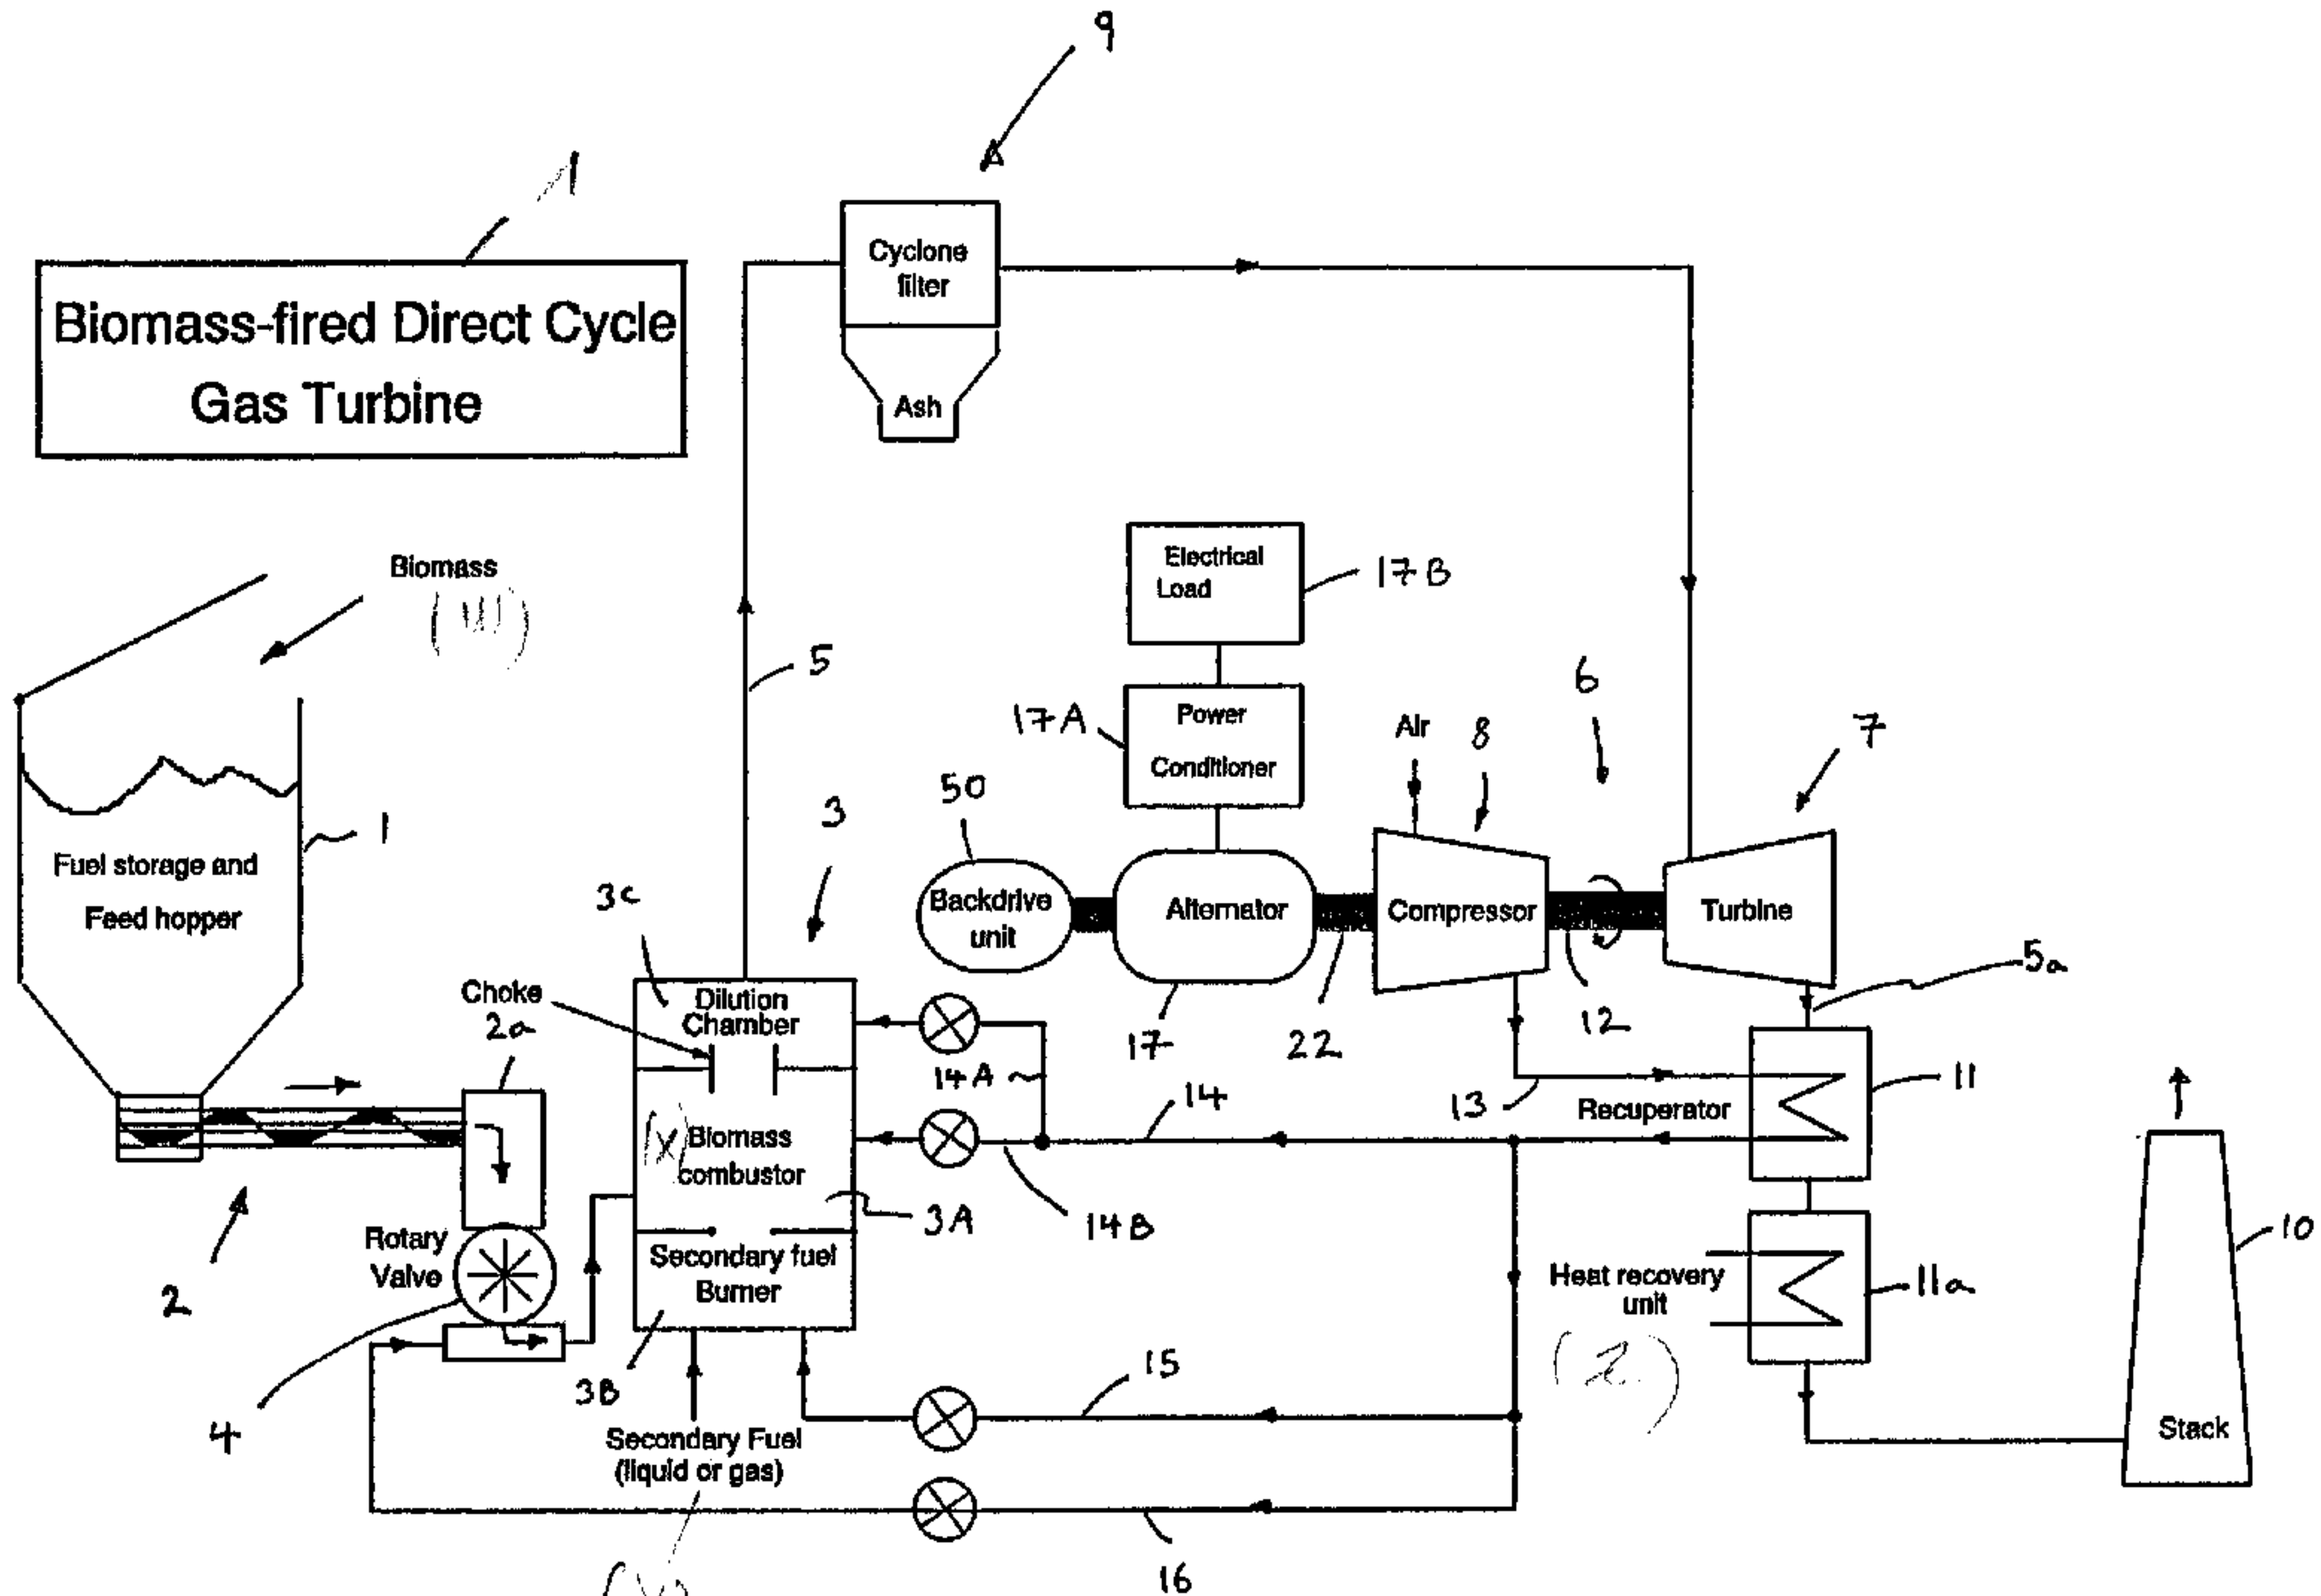 9
1
Biomass-fired Direct Cycle
Gas Turbine
Cyclone
filter
Ash
Biomass
Electrical
Load
17B
5
6
7
17A
Power
Conditioner
Air
8
50
3
1
Fuel storage and
Feed hopper
3c
Backdrive
unit
Alternator
Compressor
Turbine
5a
Choke
2a
Dilution
Chamber
17
22
12
14A
14
13
Recuperator
11
(X)
Biomass
combustor
3A
14B
10
Rotary
Valve
Secondary fuel
Burner
2
Heat recovery
unit
11a
(Z)
3B
15
4
Secondary Fuel
(liquid or gas)
Stack
16